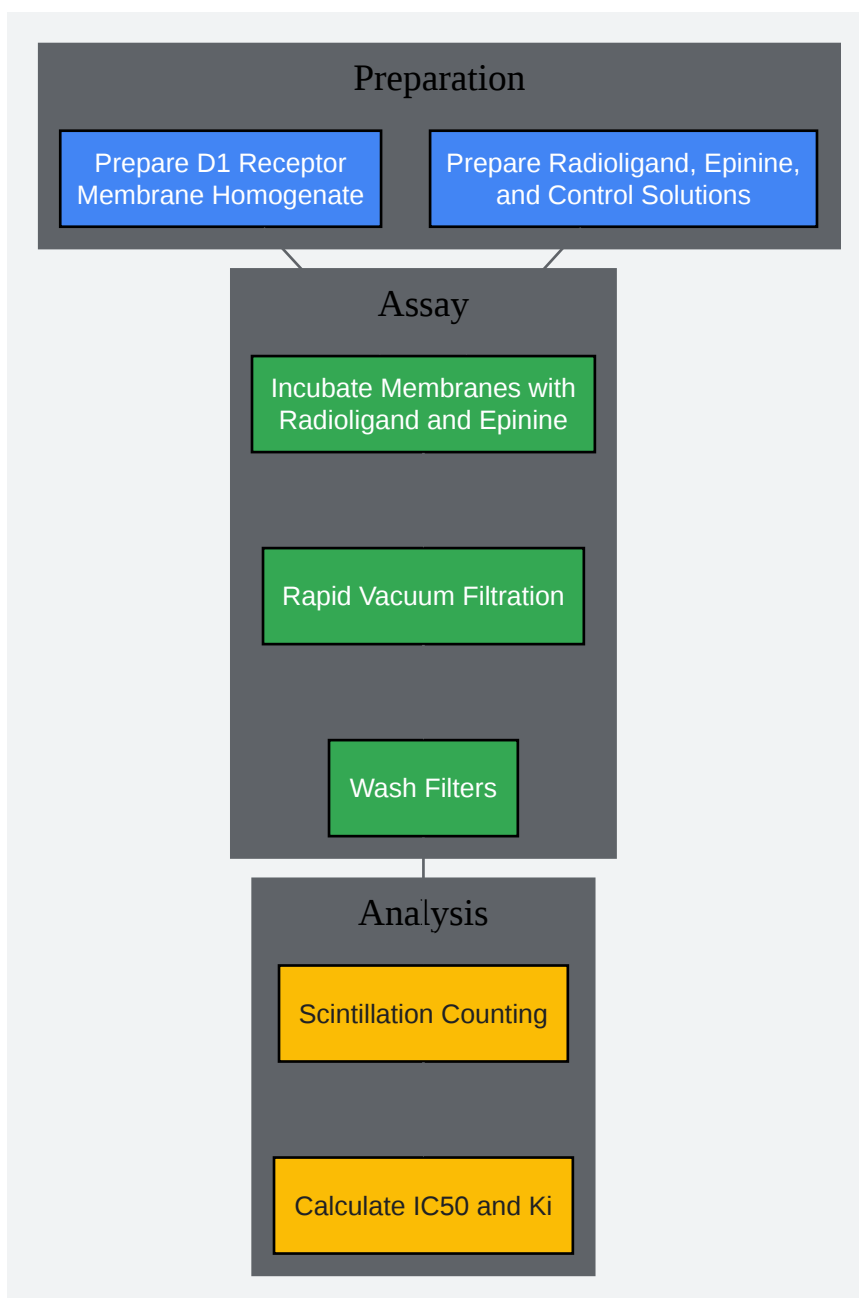 Preparation
Prepare D1 Receptor
Membrane Homogenate
Prepare Radioligand, Epinine,
and Control Solutions
Assay
Incubate Membranes with
Radioligand and Epinine
Rapid Vacuum Filtration
Wash Filters
Analysis
Scintillation Counting
Calculate IC50 and Ki